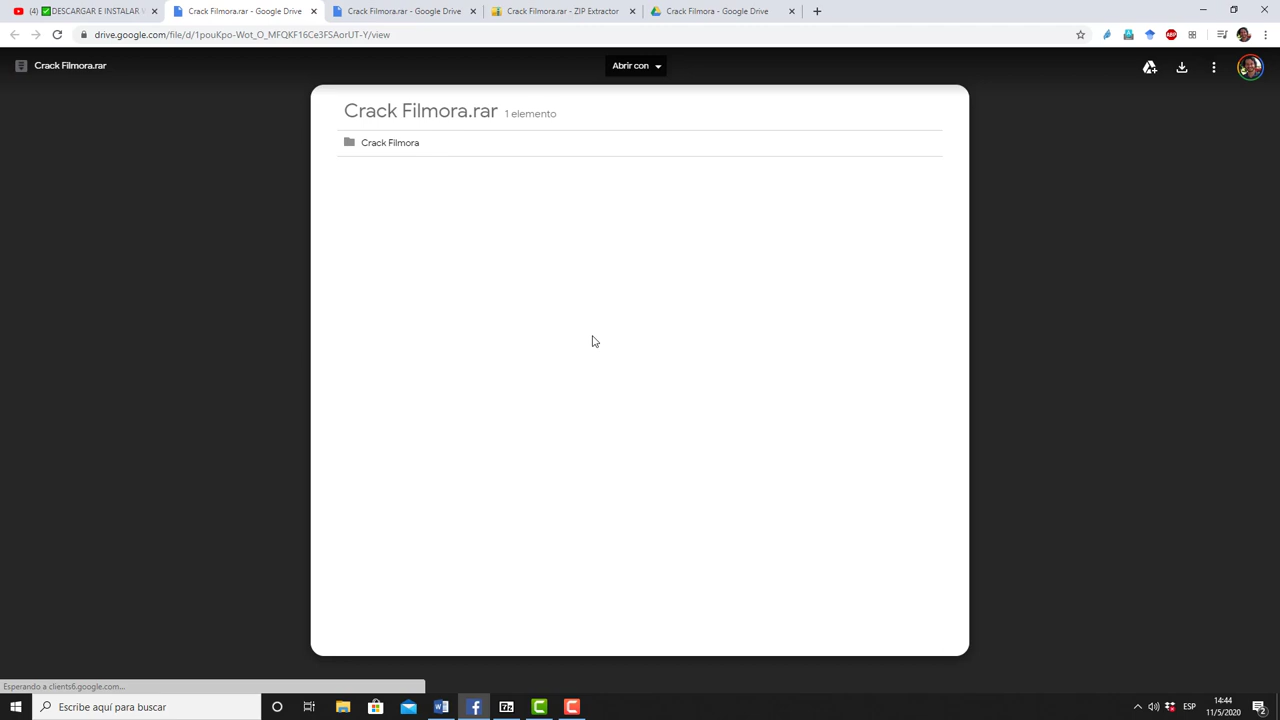 (4) ✅DESCARGAR E INSTALAR W
Crack Filmora.rar - Google Drive
Crack Filmora.rar - Google Drive
Crack Filmora.rar - ZIP Extractor
Crack Filmora - Google Drive
drive.google.com/file/d/1pouKpo-Wot_O_MFQKF16Ce3FSAorUT-Y/view
ABP
Crack Filmora.rar
Abrir con
Crack Filmora.rar 1 elemento
Crack Filmora
Esperando a clients6.google.com...
Escribe aquí para buscar
ESP
14:44
11/5/2020
2